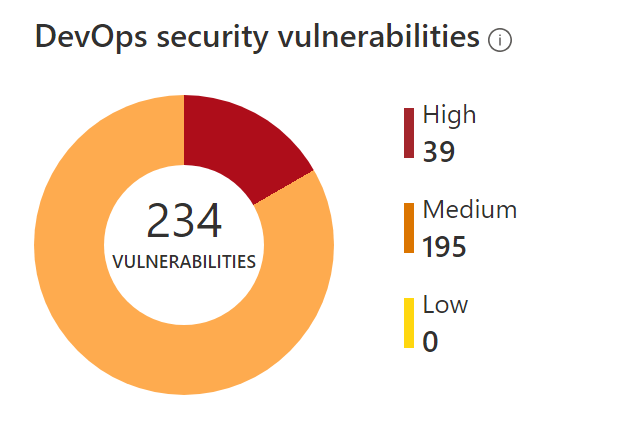 DevOps security vulnerabilities
234
VULNERABILITIES
High
39
Medium
195
Low
0